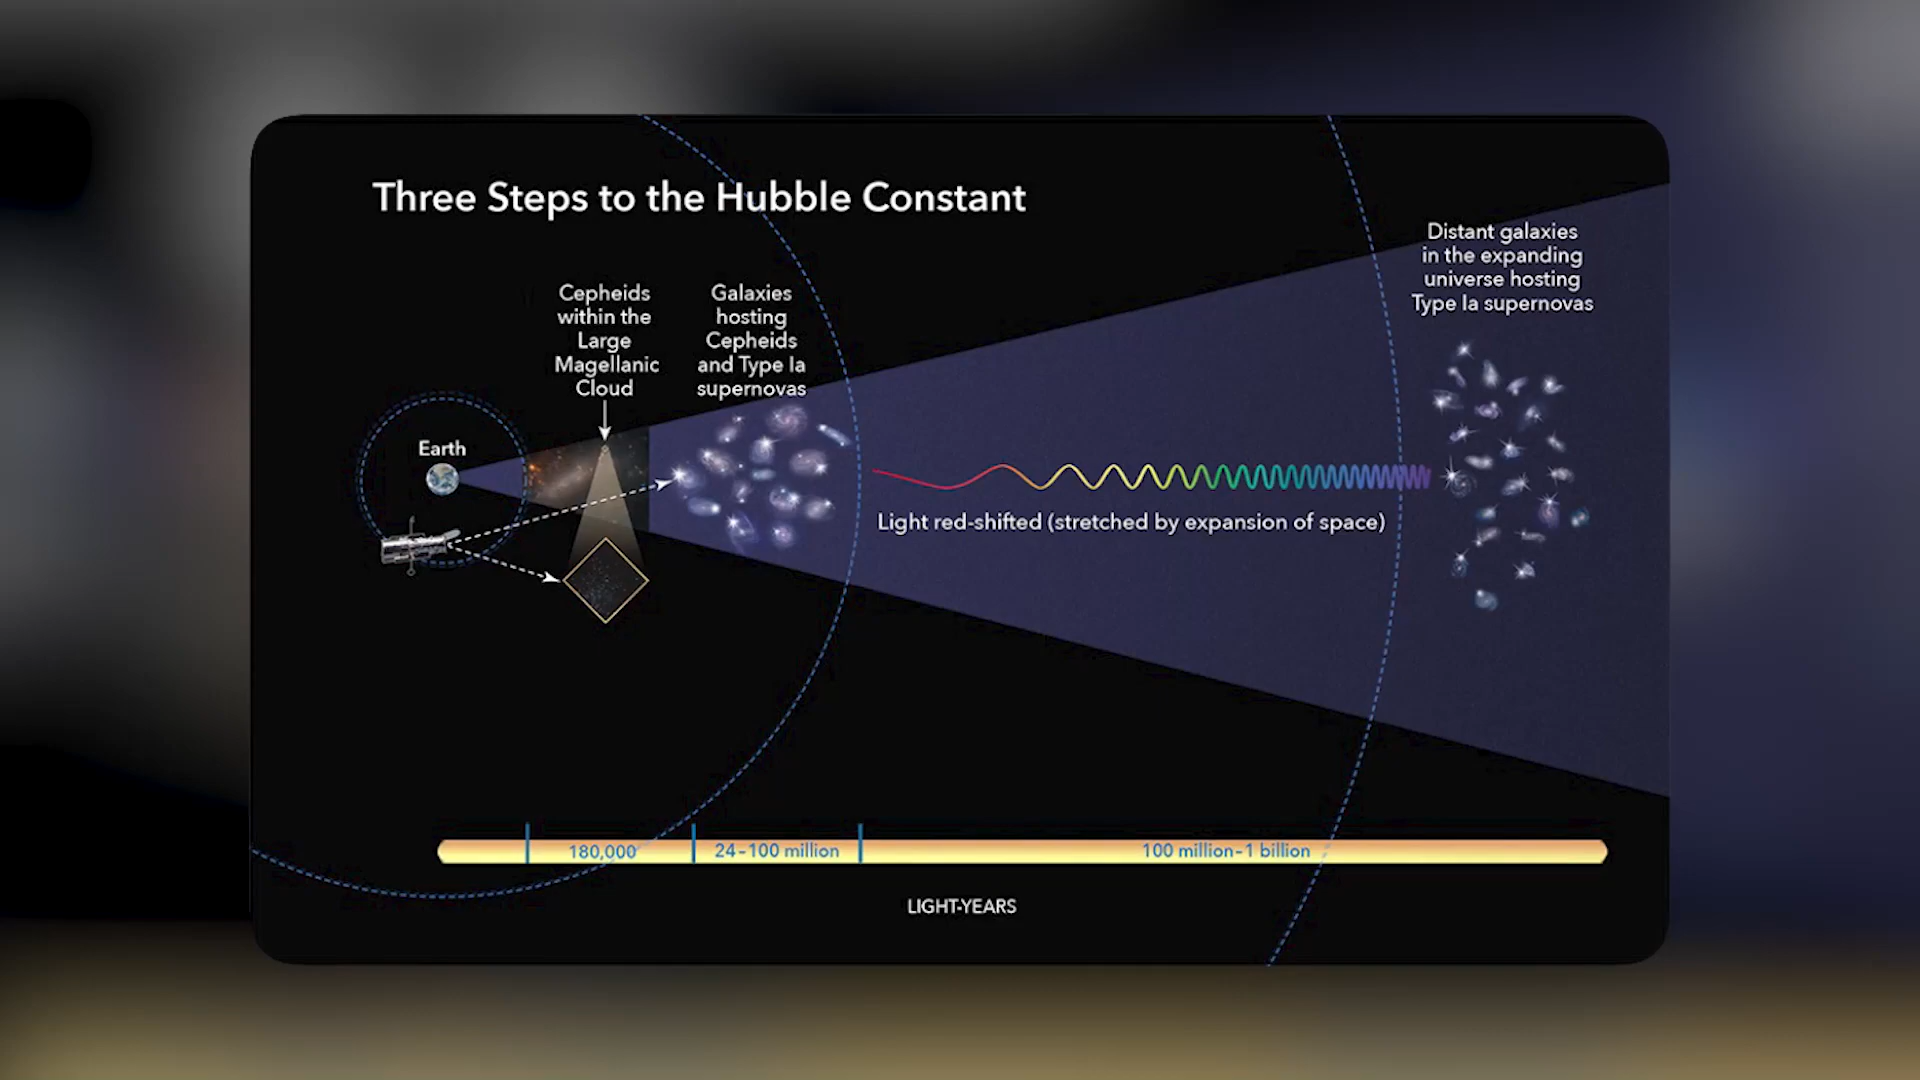 Three Steps to the Hubble Constant
Distant galaxies
in the expanding
universe hosting
Type Ia supernovas
Cepheids
within the
Large
Magellanic
Cloud
Galaxies
hosting
Cepheids
and Type Ia
supernovas
Earth
Light red-shifted (stretched by expansion of space)
180,000
24–100 million
100 million–1 billion
LIGHT-YEARS